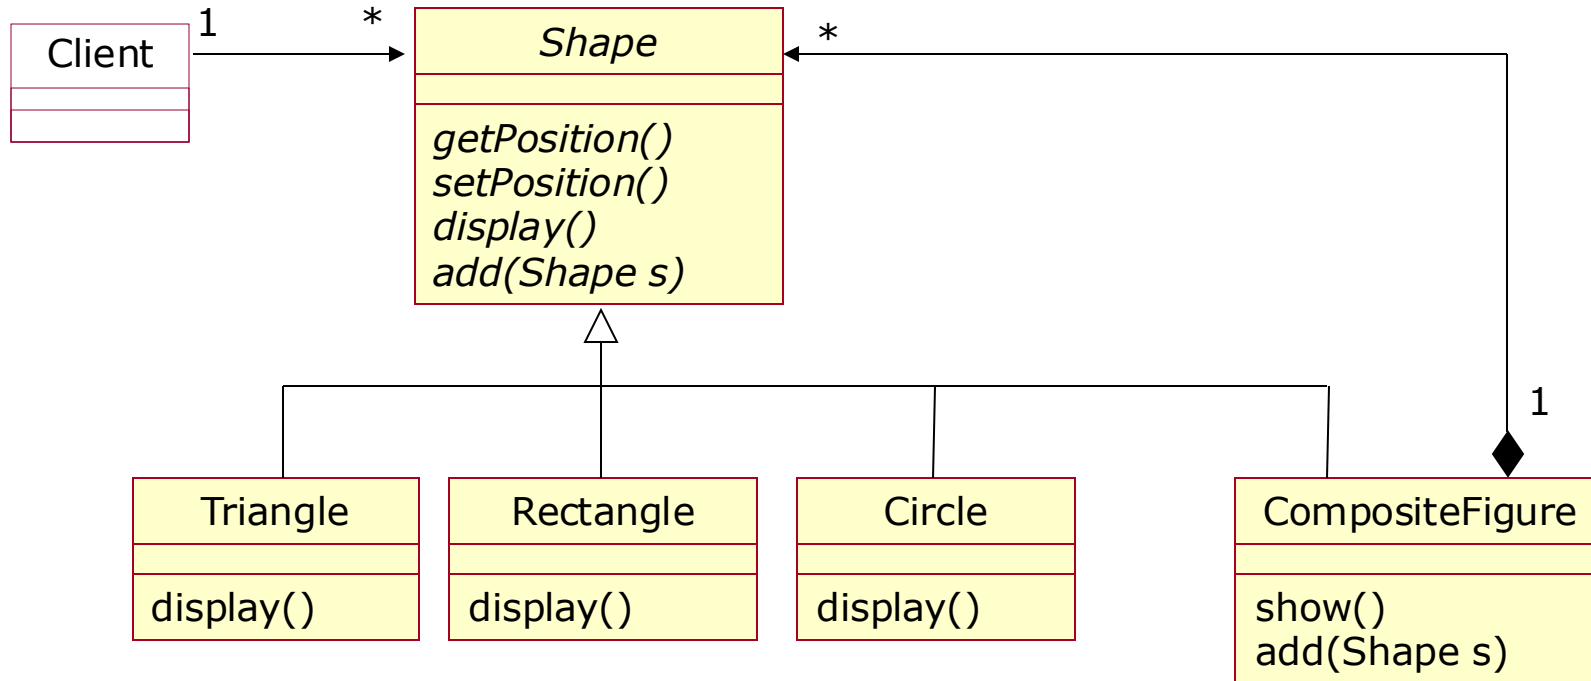 Client
1
*
Shape
getPosition()
setPosition()
display()
add(Shape s)
*
1
Triangle
display()
Rectangle
display()
Circle
display()
CompositeFigure
show()
add(Shape s)